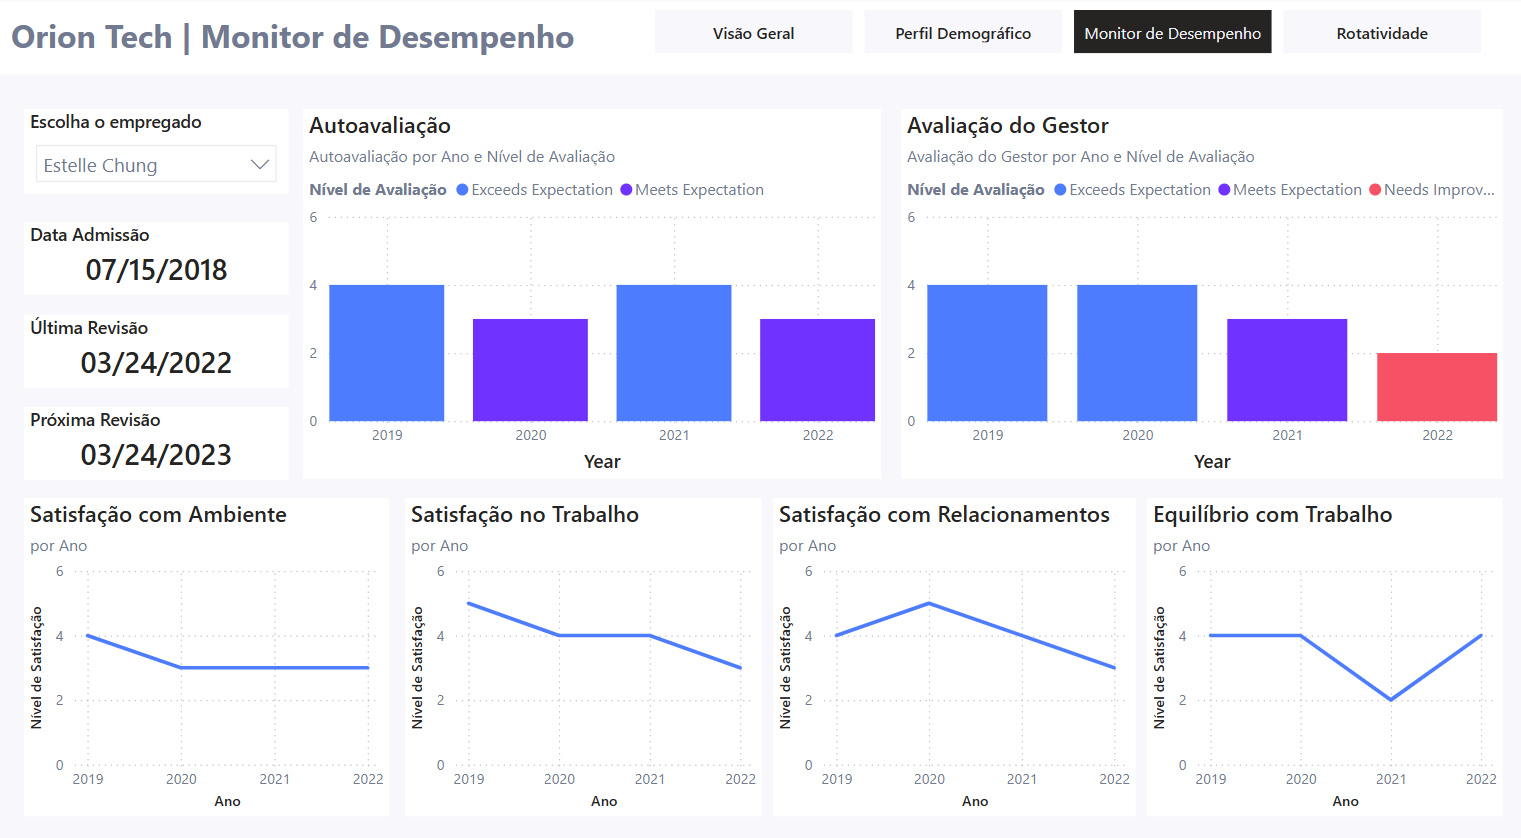 Orion Tech | Monitor de Desempenho
Visão Geral
Perfil Demográfico
Monitor de Desempenho
Rotatividade
Escolha o empregado
Estelle Chung
Data Admissão
07/15/2018
Última Revisão
03/24/2022
Próxima Revisão
03/24/2023
Autoavaliação
Autoavaliação por Ano e Nível de Avaliação
Nível de Avaliação Exceeds Expectation Meets Expectation
6
4
2
0
2019 2020 2021 2022
Year
Avaliação do Gestor
Avaliação do Gestor por Ano e Nível de Avaliação
Nível de Avaliação Exceeds Expectation Meets Expectation Needs Improv...
6
4
2
0
2019 2020 2021 2022
Year
Satisfação com Ambiente
por Ano
Nível de Satisfação
6
4
2
0
2019 2020 2021 2022
Ano
Satisfação no Trabalho
por Ano
Nível de Satisfação
6
4
2
0
2019 2020 2021 2022
Ano
Satisfação com Relacionamentos
por Ano
Nível de Satisfação
6
4
2
0
2019 2020 2021 2022
Ano
Equilíbrio com Trabalho
por Ano
Nível de Satisfação
6
4
2
0
2019 2020 2021 2022
Ano